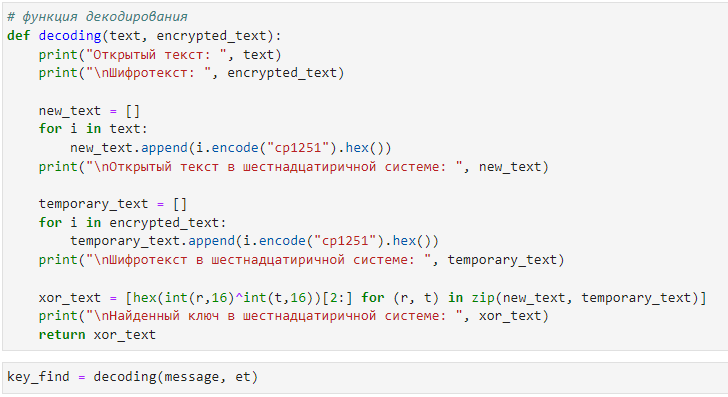 # функция декодирования
def decoding(text, encrypted_text):
    print("Открытый текст: ", text)
    print("\nШифротекст: ", encrypted_text)

    new_text = []
    for i in text:
        new_text.append(i.encode("cp1251").hex())
    print("\nОткрытый текст в шестнадцатиричной системе: ", new_text)

    temporary_text = []
    for i in encrypted_text:
        temporary_text.append(i.encode("cp1251").hex())
    print("\nШифротекст в шестнадцатиричной системе: ", temporary_text)

    xor_text = [hex(int(r,16)^int(t,16))[2:] for (r, t) in zip(new_text, temporary_text)]
    print("\nНайденный ключ в шестнадцатиричной системе: ", xor_text)
    return xor_text

key_find = decoding(message, et)